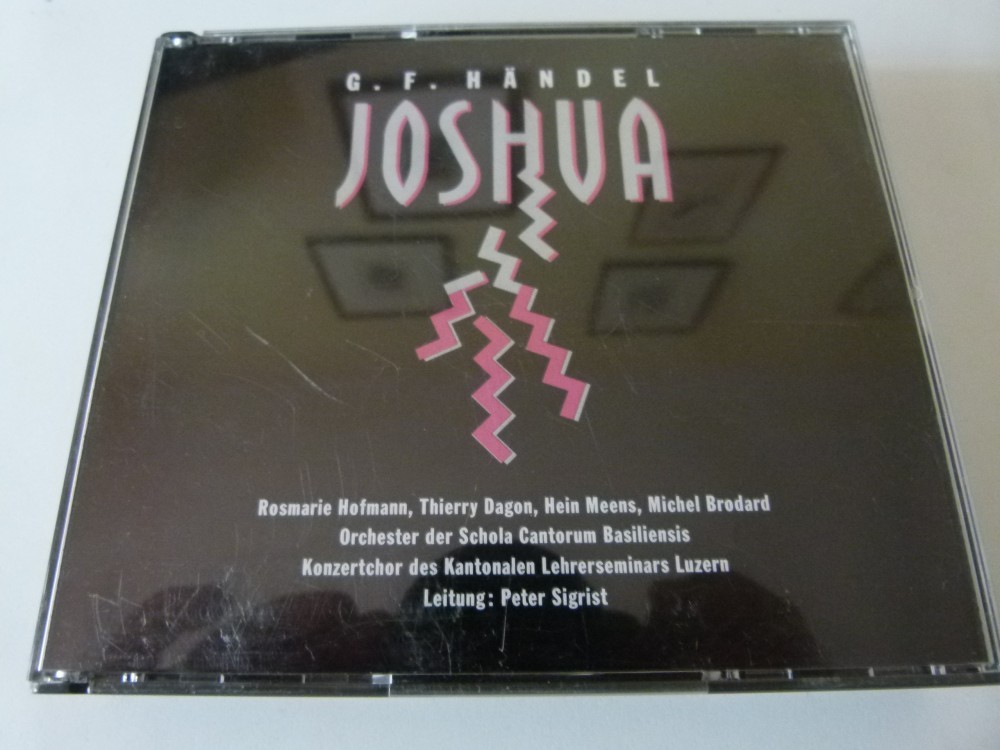 G. F. HÄNDEL
JOSHUA
Rosmarie Hofmann, Thierry Dagon, Hein Meens, Michel Brodard
Orchester der Schola Cantorum Basiliensis
Konzertchor des Kantonalen Lehrerseminars Luzern
Leitung: Peter Sigrist